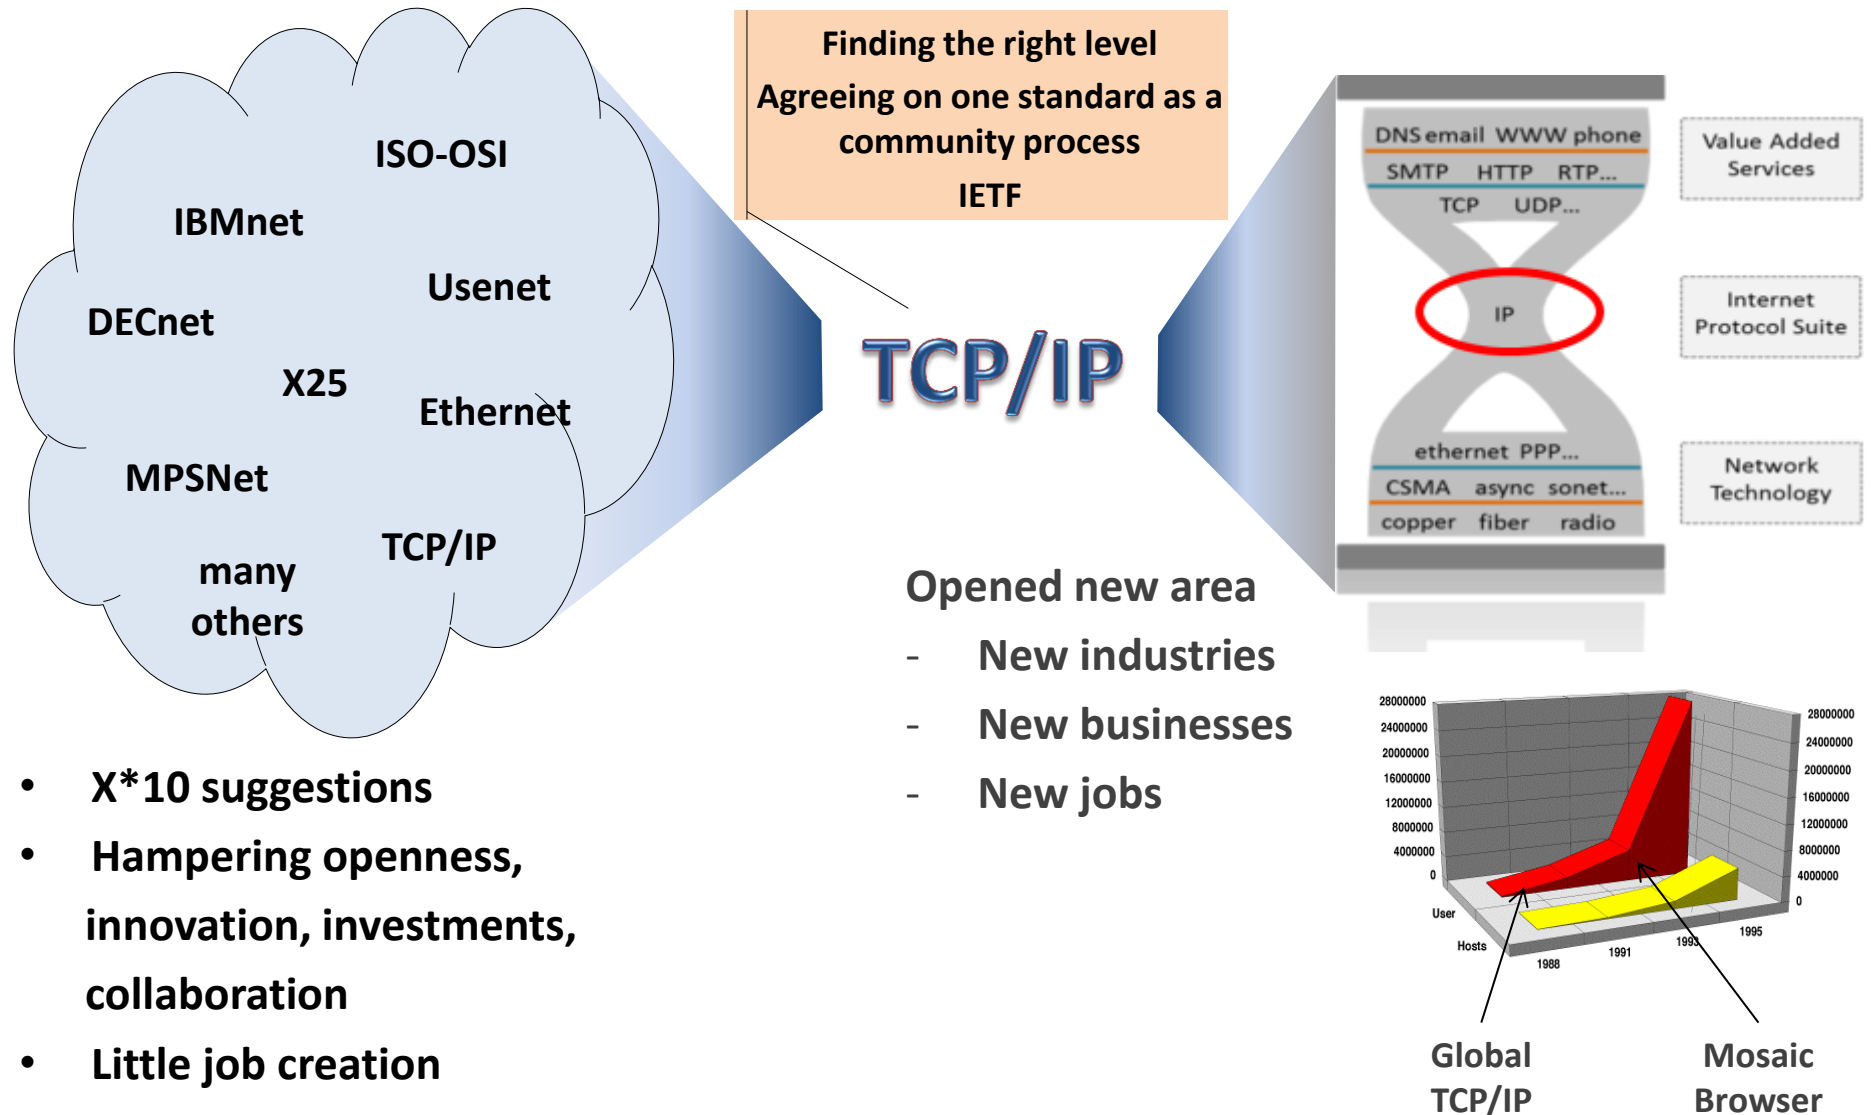 ISO-OSI
IBMnet
Usenet
DECnet
X25
Ethernet
MPSNet
TCP/IP
many
others
• X*10 suggestions
• Hampering openness,
innovation, investments,
collaboration
• Little job creation
Finding the right level
Agreeing on one standard as a
community process
IETF
TCP/IP
Opened new area
- New industries
- New businesses
- New jobs
DNS email WWW phone
SMTP HTTP RTP...
TCP UDP...
IP
ethernet PPP...
CSMA async sonet...
copper fiber radio
Value Added
Services
Internet
Protocol Suite
Network
Technology
28000000
24000000
20000000
16000000
12000000
8000000
4000000
0
28000000
24000000
20000000
16000000
12000000
8000000
4000000
0
User
Hosts
1988
1991
1993
1995
Global
TCP/IP
Mosaic
Browser